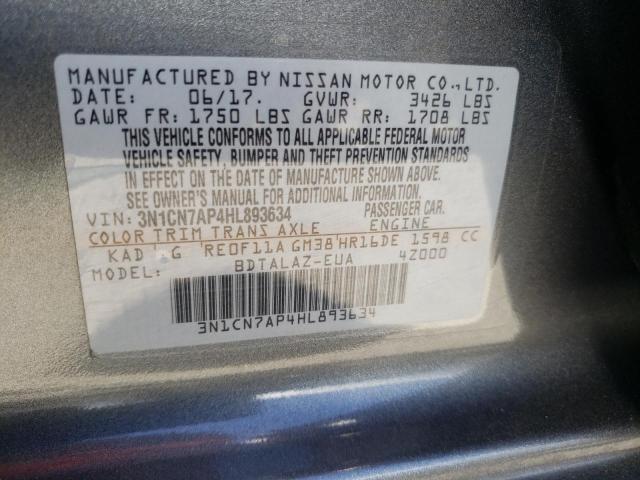 MANUFACTURED BY NISSAN MOTOR CO.,LTD.
DATE: 06/17. GVWR: 3426 LBS
GAWR FR: 1750 LBS GAWR RR: 1708 LBS
THIS VEHICLE CONFORMS TO ALL APPLICABLE FEDERAL MOTOR
VEHICLE SAFETY, BUMPER AND THEFT PREVENTION STANDARDS
IN EFFECT ON THE DATE OF MANUFACTURE SHOWN ABOVE.
SEE OWNER'S MANUAL FOR ADDITIONAL INFORMATION.
VIN: 3N1CN7AP4HL893634 PASSENGER CAR.
COLOR TRIM TRANS AXLE ENGINE
KAD G RE0F11A GM38 HR16DE 1598 CC
MODEL: BDTALAZ-EUA 4Z000
3N1CN7AP4HL893634